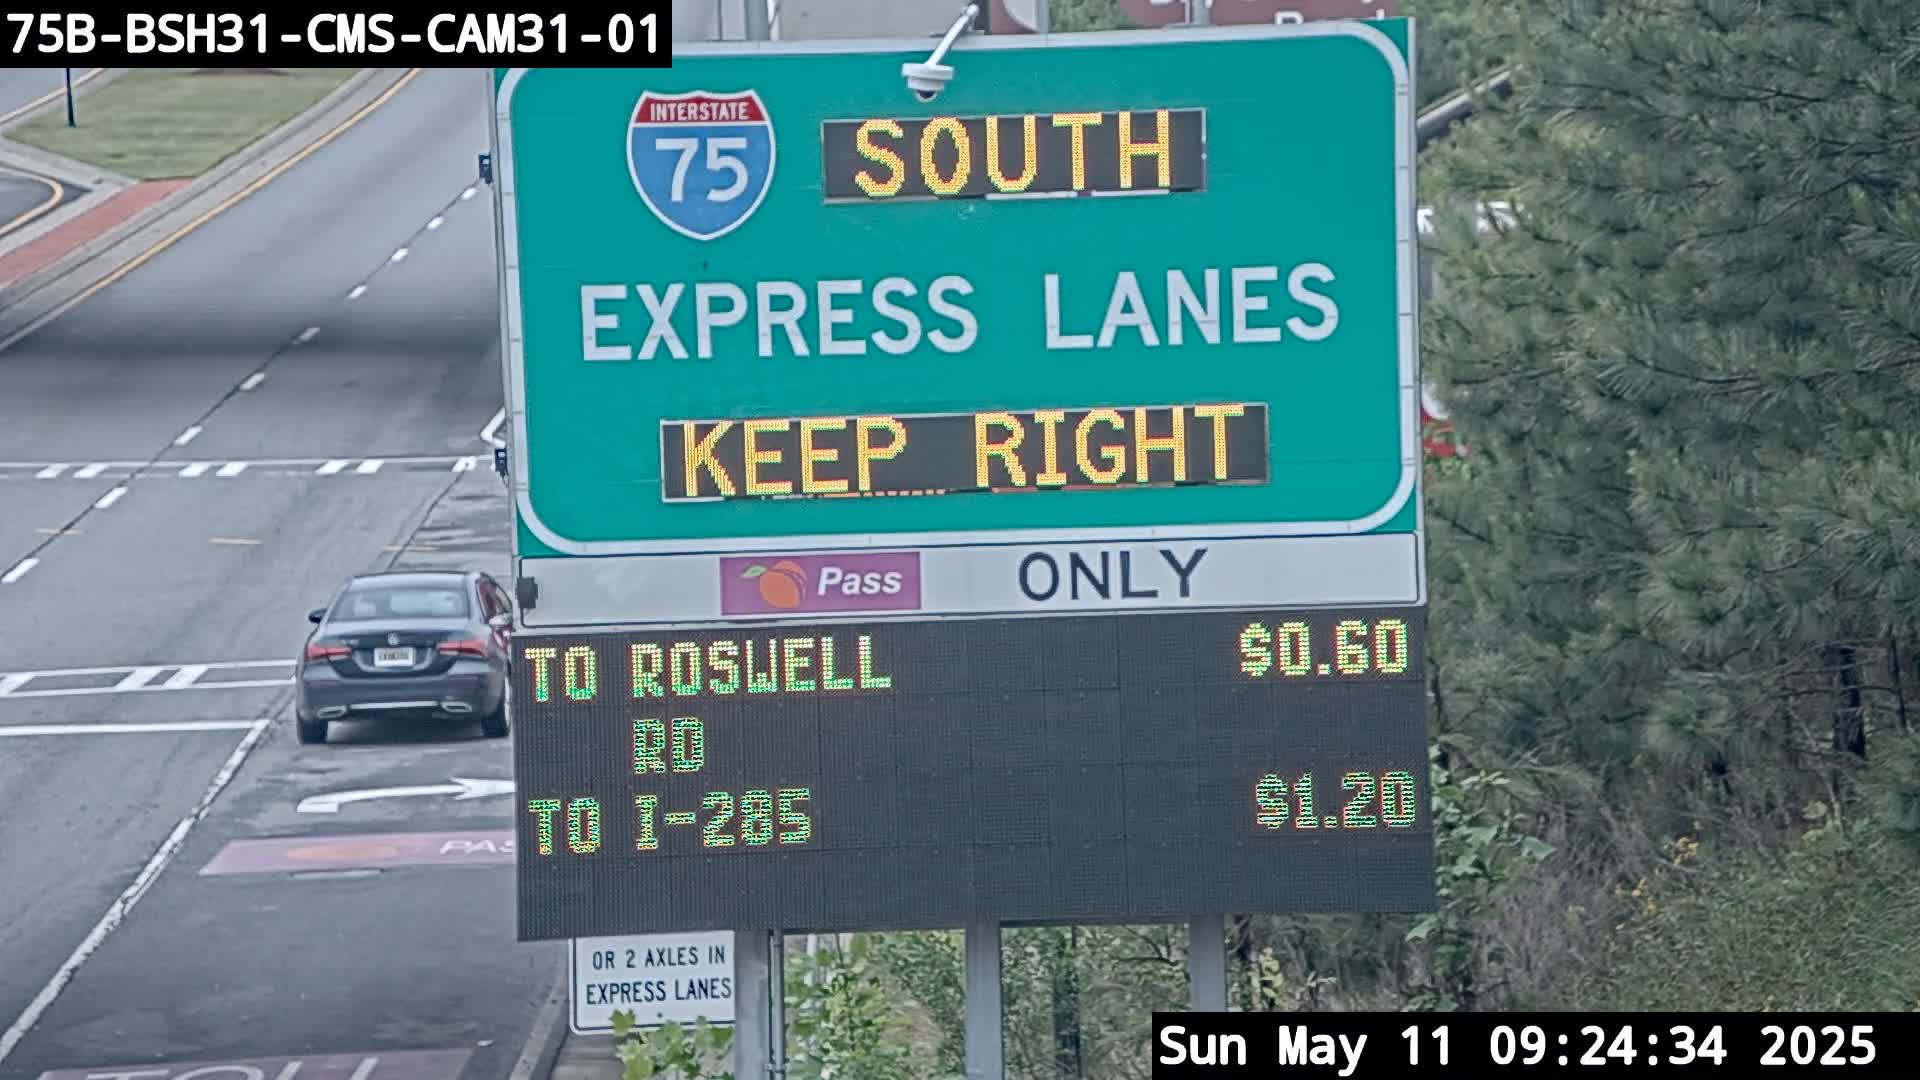 75B-BSH31-CMS-CAM31-01
INTERSTATE
75
SOUTH
EXPRESS LANES
KEEP RIGHT
Pass
ONLY
TO ROSWELL $0.60
RD
TO I-285 $1.20
OR 2 AXLES IN
EXPRESS LANES
TOLL
Sun May 11 09:24:34 2025